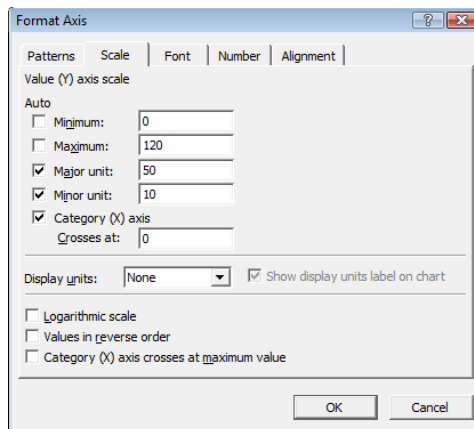 Format Axis
Patterns Scale Font Number Alignment
Value (Y) axis scale
Auto
Minimum: 0
Maximum: 120
Major unit: 50
Minor unit: 10
Category (X) axis
Crosses at: 0
Display units: None Show display units label on chart
Logarithmic scale
Values in reverse order
Category (X) axis crosses at maximum value
OK Cancel